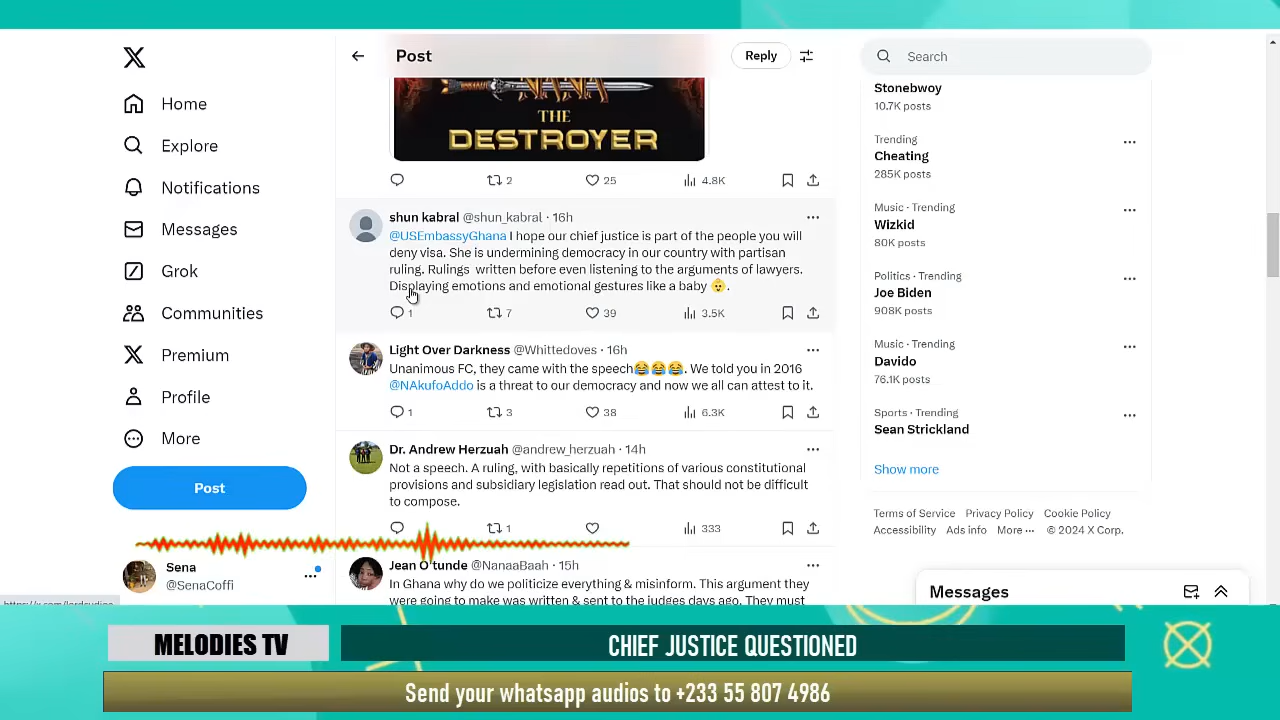 Post
Reply
Search
Home
Explore
Notifications
Messages
Grok
Communities
Premium
Profile
More
Post
Sena
@SenaCoffi
NANA
THE
DESTROYER
2
25
4.8K
shun kabral @shun_kabral · 16h
@USEmbassyGhana I hope our chief justice is part of the people you will
deny visa. She is undermining democracy in our country with partisan
ruling. Rulings written before even listening to the arguments of lawyers.
Displaying emotions and emotional gestures like a baby 👶.
1
7
39
3.5K
Light Over Darkness @Whittedoves · 16h
Unanimous FC, they came with the speech😂😂😂. We told you in 2016
@NAkufoAddo is a threat to our democracy and now we all can attest to it.
1
3
38
6.3K
Dr. Andrew Herzuah @andrew_herzuah · 14h
Not a speech. A ruling, with basically repetitions of various constitutional
provisions and subsidiary legislation read out. That should not be difficult
to compose.
1
333
Jean O'tunde @NanaaBaah · 15h
In Ghana why do we politicize everything & misinform. This argument they
were going to make was written & sent to the judges days ago. They must
Stonebwoy
10.7K posts
Trending
Cheating
285K posts
Music · Trending
Wizkid
80K posts
Politics · Trending
Joe Biden
908K posts
Music · Trending
Davido
76.1K posts
Sports · Trending
Sean Strickland
Show more
Terms of Service Privacy Policy Cookie Policy
Accessibility Ads info More ··· © 2024 X Corp.
Messages
MELODIES TV
CHIEF JUSTICE QUESTIONED
Send your whatsapp audios to +233 55 807 4986